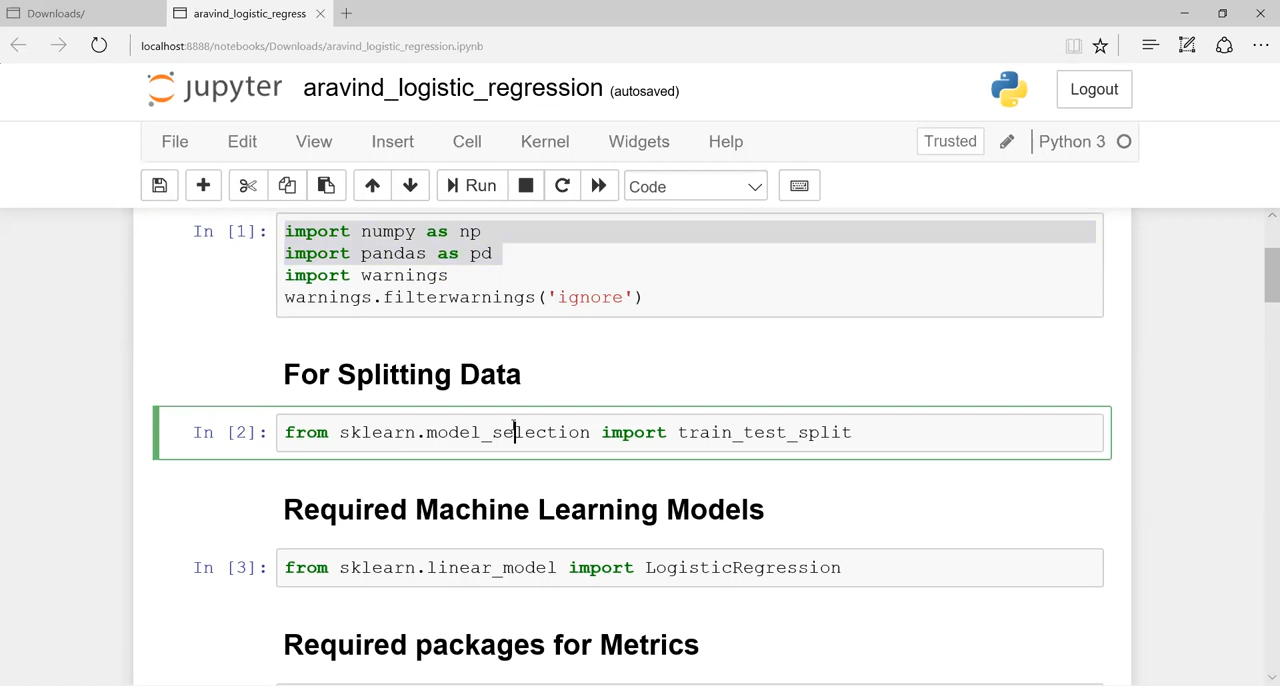 Downloads/
aravind_logistic_regress
localhost:8888/notebooks/Downloads/aravind_logistic_regression.ipynb
jupyter aravind_logistic_regression (autosaved)
Logout
File Edit View Insert Cell Kernel Widgets Help
Trusted
Python 3
Run
Code
In [1]: import numpy as np
import pandas as pd
import warnings
warnings.filterwarnings('ignore')
For Splitting Data
In [2]: from sklearn.model_selection import train_test_split
Required Machine Learning Models
In [3]: from sklearn.linear_model import LogisticRegression
Required packages for Metrics